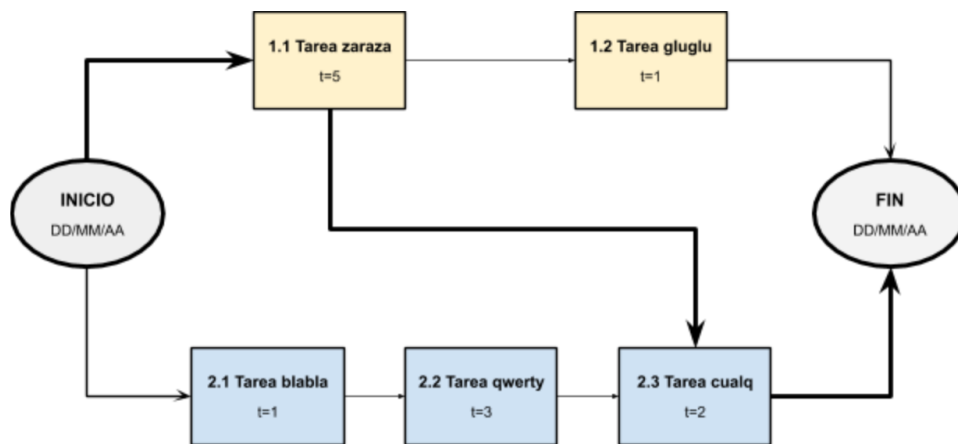 1.1 Tarea zaraza
t=5
1.2 Tarea gluglu
t=1
INICIO
DD/MM/AA
FIN
DD/MM/AA
2.1 Tarea blabla
t=1
2.2 Tarea qwerty
t=3
2.3 Tarea cualq
t=2